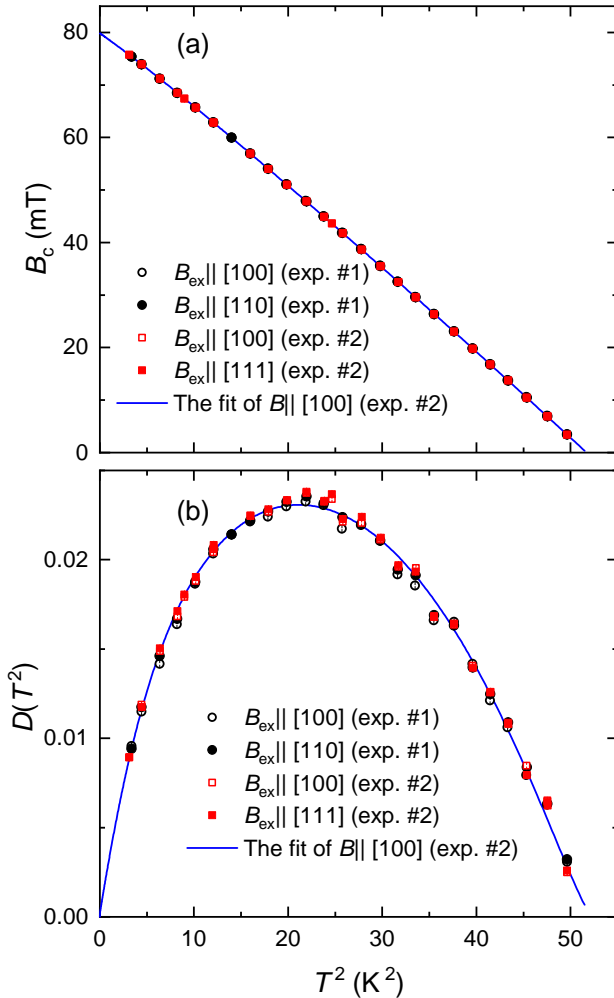 80
(a)
60
B_c (mT)
40
B_ex|| [100] (exp. #1)
B_ex|| [110] (exp. #1)
20
B_ex|| [100] (exp. #2)
B_ex|| [111] (exp. #2)
The fit of B|| [100] (exp. #2)
0
(b)
0.02
D(T²)
0.01
B_ex|| [100] (exp. #1)
B_ex|| [110] (exp. #1)
B_ex|| [100] (exp. #2)
B_ex|| [111] (exp. #2)
The fit of B|| [100] (exp. #2)
0.00
0 10 20 30 40 50
T² (K²)